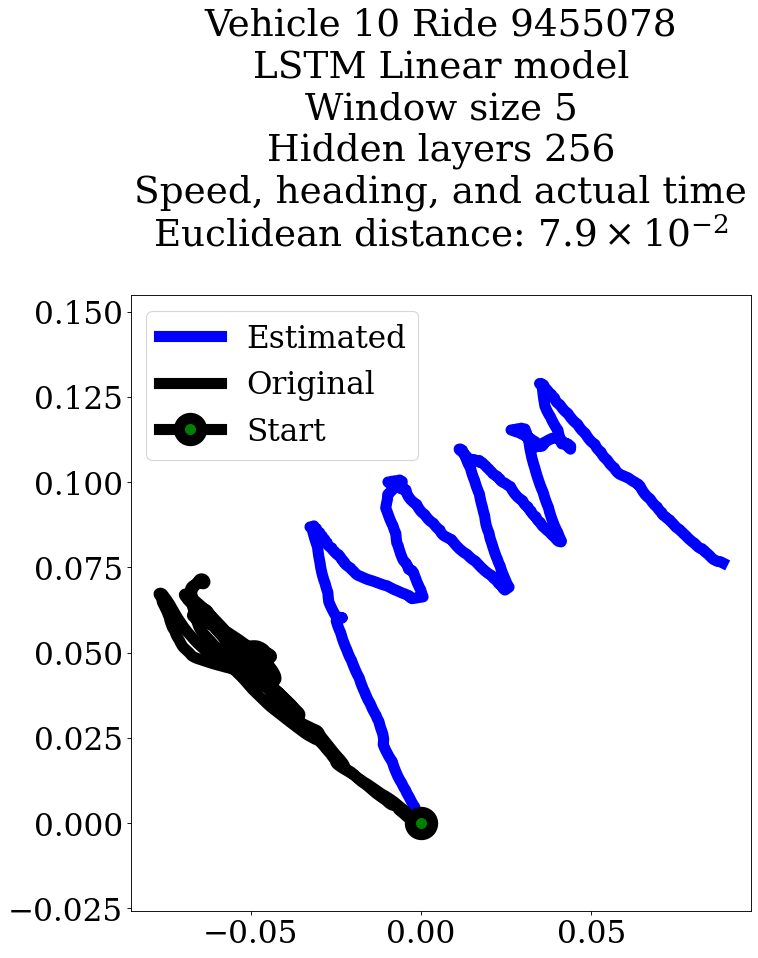 Vehicle 10 Ride 9455078
LSTM Linear model
Window size 5
Hidden layers 256
Speed, heading, and actual time
Euclidean distance: 7.9 × 10⁻²
0.150
0.125
0.100
0.075
0.050
0.025
0.000
−0.025
Estimated
Original
Start
−0.05
0.00
0.05